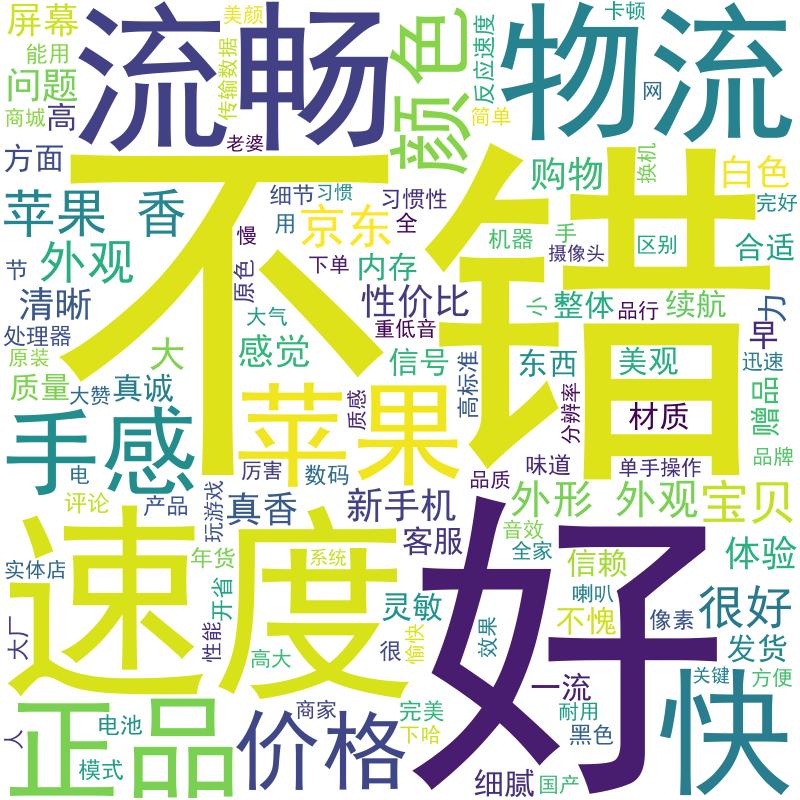 屏幕
美颜
流畅
颜色
反应速度
物流
卡顿
能用
传输数据
网
问题
商城
高
简单
老婆
方面
不错
购物
换机
白色
细节
习惯
习惯性
完好
苹果
香
用
京东
全
机器
手
摄像头
区别
合适
慢
节
外观
原色
下单
内存
清晰
性价比
小
整体
品行
续航
力
处理器
大气
重低音
早
原装
大
感觉
信号
高标准
东西
美观
迅速
质量
大赞
真诚
苹果
质感
分辨率
材质
赠品
手感
味道
单手操作
品牌
电
厉害
数码
品质
评论
产品
玩游戏
真香
新手机
外形
外观
宝贝
速度
好
客服
音效
全家
体验
实体店
年货
开省
系统
信赖
喇叭
灵敏
不愧
像素
很好
大厂
性能
高大
很
愉快
效果
发货
一流
快
关键
方便
正品
人
电池
模式
价格
商家
完美
下哈
耐用
黑色
细腻
国产